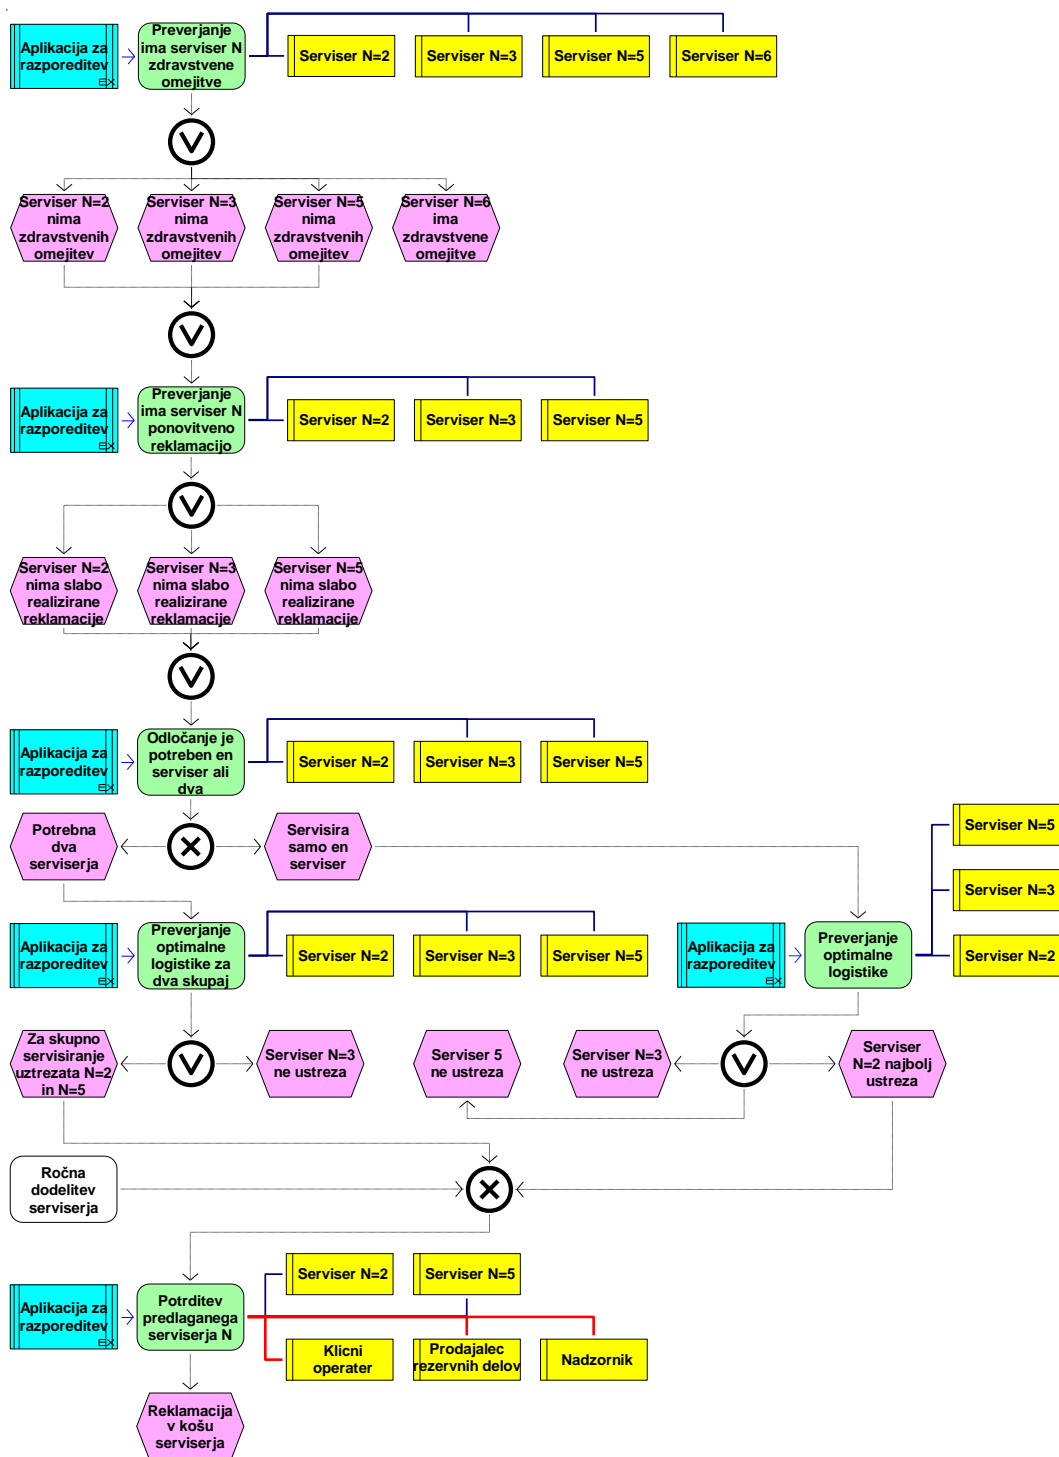 Aplikacija za
razporeditev
Preverjanje
ima serviser N
zdravstvene
omejitve
Serviser N=2
Serviser N=3
Serviser N=5
Serviser N=6
Serviser N=2
nima
zdravstvenih
omejitev
Serviser N=3
nima
zdravstvenih
omejitev
Serviser N=5
nima
zdravstvenih
omejitev
Serviser N=6
ima
zdravstvene
omejitve
Aplikacija za
razporeditev
Preverjanje
ima serviser N
ponovitveno
reklamacijo
Serviser N=2
Serviser N=3
Serviser N=5
Serviser N=2
nima slabo
realizirane
reklamacije
Serviser N=3
nima slabo
realizirane
reklamacije
Serviser N=5
nima slabo
realizirane
reklamacije
Aplikacija za
razporeditev
Odločanje je
potreben en
serviser ali
dva
Serviser N=2
Serviser N=3
Serviser N=5
Potrebna
dva
serviserja
Servisira
samo en
serviser
Serviser N=5
Serviser N=3
Serviser N=2
Aplikacija za
razporeditev
Preverjanje
optimalne
logistike za
dva skupaj
Serviser N=2
Serviser N=3
Serviser N=5
Aplikacija za
razporeditev
Preverjanje
optimalne
logistike
Za skupno
servisiranje
uztrezata N=2
in N=5
Serviser N=3
ne ustreza
Serviser 5
ne ustreza
Serviser N=3
ne ustreza
Serviser
N=2 najbolj
ustreza
Ročna
dodelitev
serviserja
Aplikacija za
razporeditev
Potrditev
predlaganega
serviserja N
Serviser N=2
Serviser N=5
Klicni
operater
Prodajalec
rezervnih delov
Nadzornik
Reklamacija
v košu
serviserja